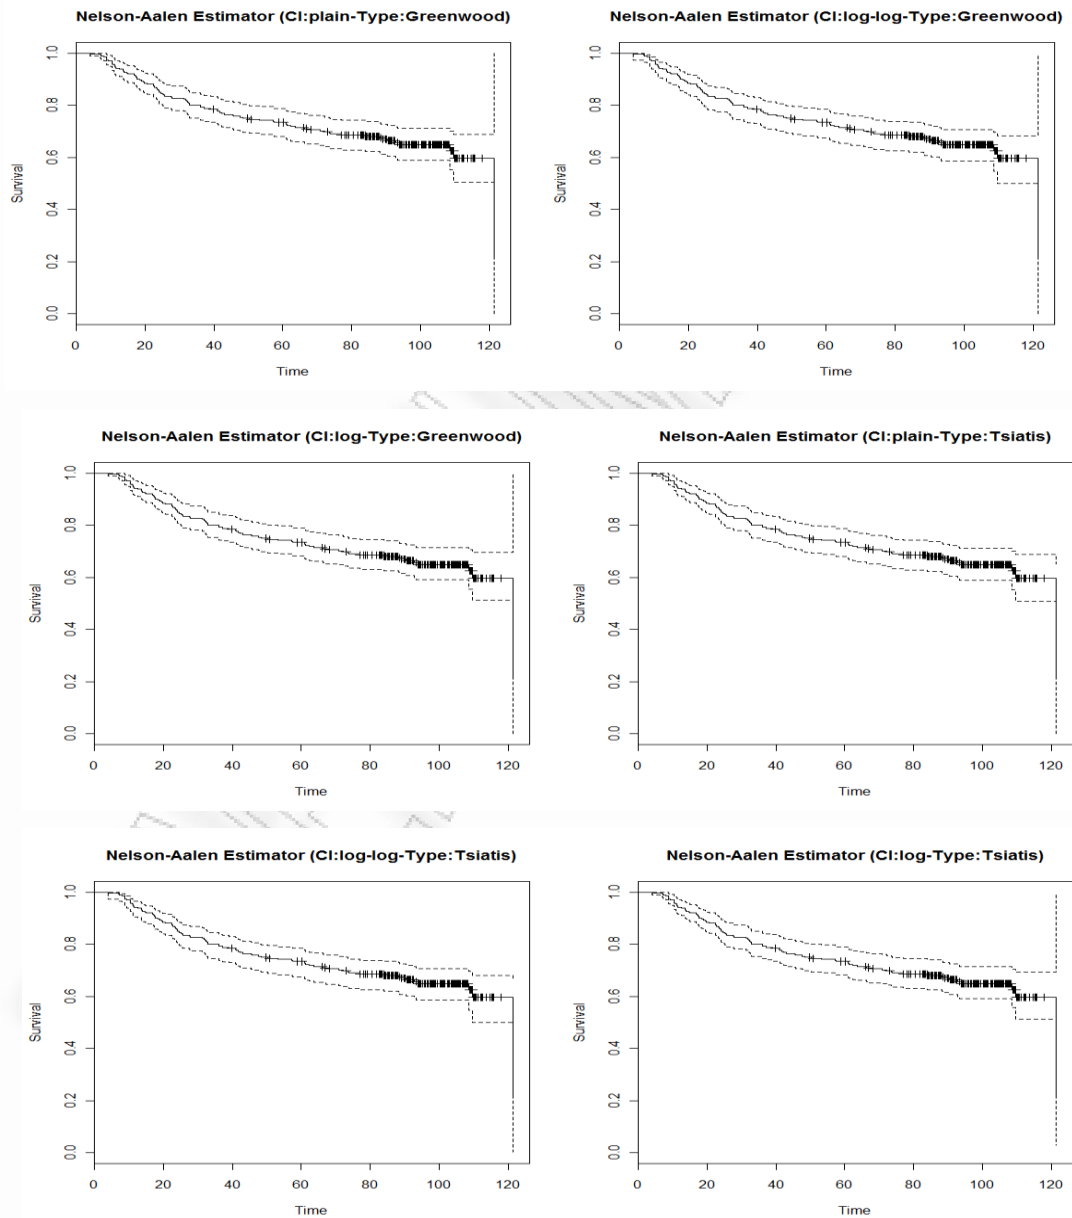 Nelson-Aalen Estimator (CI:plain-Type:Greenwood)
Survival
1.0
0.8
0.6
0.4
0.2
0.0
0 20 40 60 80 100 120
Time
Nelson-Aalen Estimator (CI:log-log-Type:Greenwood)
Survival
1.0
0.8
0.6
0.4
0.2
0.0
0 20 40 60 80 100 120
Time
Nelson-Aalen Estimator (CI:log-Type:Greenwood)
Survival
1.0
0.8
0.6
0.4
0.2
0.0
0 20 40 60 80 100 120
Time
Nelson-Aalen Estimator (CI:plain-Type:Tsiatis)
Survival
1.0
0.8
0.6
0.4
0.2
0.0
0 20 40 60 80 100 120
Time
Nelson-Aalen Estimator (CI:log-log-Type:Tsiatis)
Survival
1.0
0.8
0.6
0.4
0.2
0.0
0 20 40 60 80 100 120
Time
Nelson-Aalen Estimator (CI:log-Type:Tsiatis)
Survival
1.0
0.8
0.6
0.4
0.2
0.0
0 20 40 60 80 100 120
Time